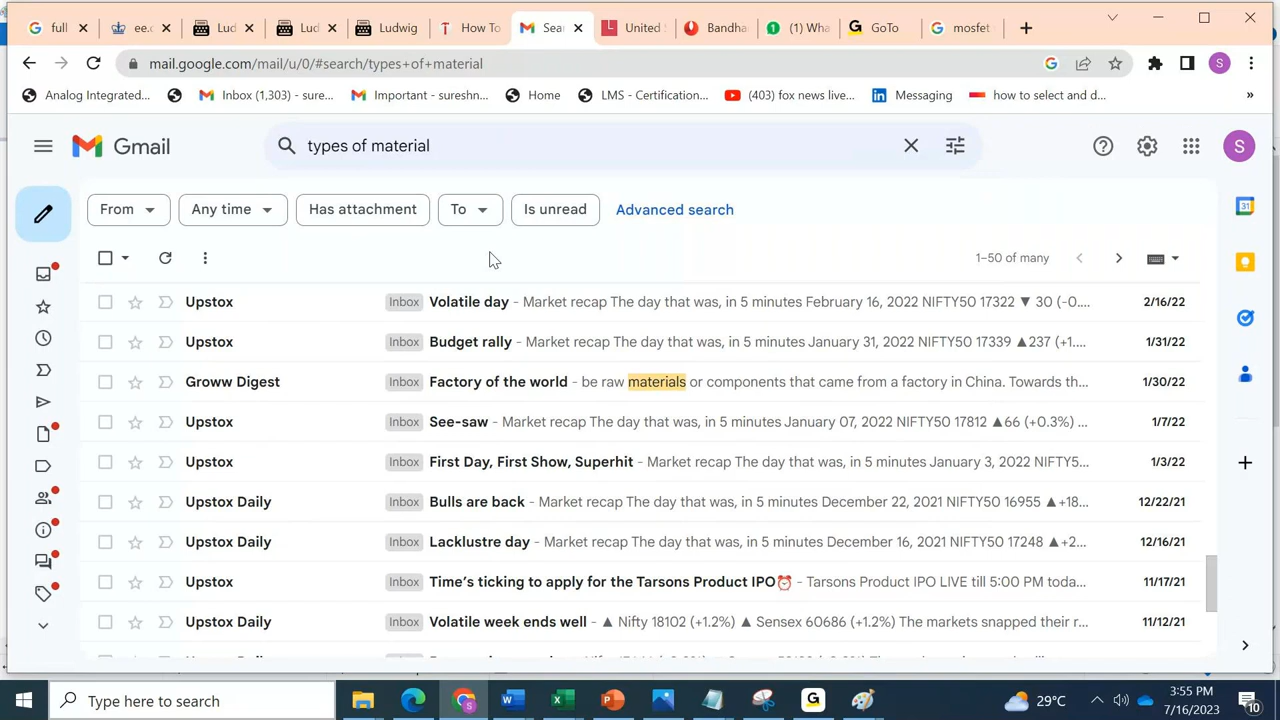 full
ee.c
Lud
Lud
Ludwig
How To
Sear
United
Bandha
(1) Wha
GoTo
mosfet
mail.google.com/mail/u/0/#search/types+of+material
Analog Integrated...
Inbox (1,303) - sure...
Important - sureshn...
Home
LMS - Certification...
(403) fox news live...
Messaging
how to select and d...
»
Gmail
types of material
S
From
Any time
Has attachment
To
Is unread
Advanced search
1–50 of many
Upstox Inbox Volatile day - Market recap The day that was, in 5 minutes February 16, 2022 NIFTY50 17322 ▼ 30 (-0.... 2/16/22
Upstox Inbox Budget rally - Market recap The day that was, in 5 minutes January 31, 2022 NIFTY50 17339 ▲237 (+1.... 1/31/22
Groww Digest Inbox Factory of the world - be raw materials or components that came from a factory in China. Towards th... 1/30/22
Upstox Inbox See-saw - Market recap The day that was, in 5 minutes January 07, 2022 NIFTY50 17812 ▲66 (+0.3%) ... 1/7/22
Upstox Inbox First Day, First Show, Superhit - Market recap The day that was, in 5 minutes January 3, 2022 NIFTY5... 1/3/22
Upstox Daily Inbox Bulls are back - Market recap The day that was, in 5 minutes December 22, 2021 NIFTY50 16955 ▲+18... 12/22/21
Upstox Daily Inbox Lacklustre day - Market recap The day that was, in 5 minutes December 16, 2021 NIFTY50 17248 ▲+2... 12/16/21
Upstox Inbox Time's ticking to apply for the Tarsons Product IPO⏰ - Tarsons Product IPO LIVE till 5:00 PM toda... 11/17/21
Upstox Daily Inbox Volatile week ends well - ▲ Nifty 18102 (+1.2%) ▲ Sensex 60686 (+1.2%) The markets snapped their r... 11/12/21
Type here to search
29°C
3:55 PM
7/16/2023
10